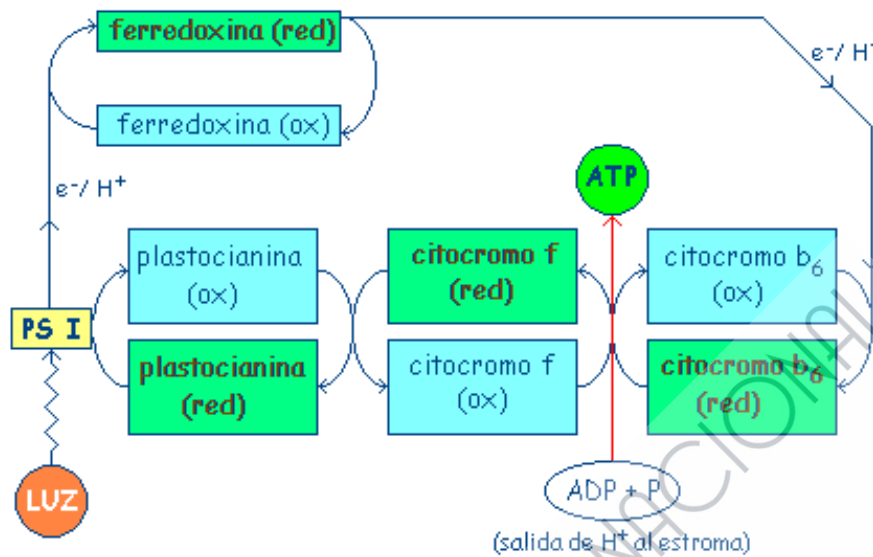 ferredoxina (red)
e⁻/ H⁺
ferredoxina (ox)
ATP
e⁻/ H⁺
plastocianina
(ox)
citocromo f
(red)
citocromo b₆
(ox)
PS I
plastocianina
(red)
citocromo f
(ox)
citocromo b₆
(red)
LUZ
ADP + P
(salida de H⁺ al estroma)
NACIONAL